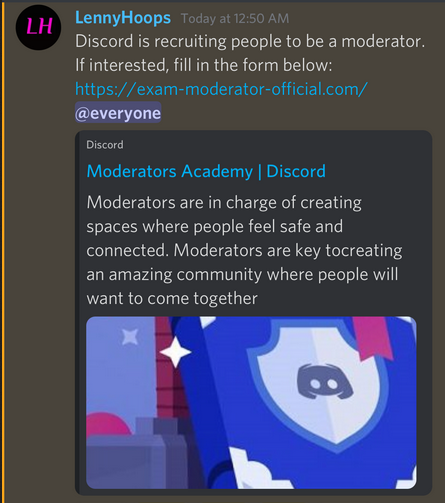 LH LennyHoops Today at 12:50 AM
Discord is recruiting people to be a moderator.
If interested, fill in the form below:
https://exam-moderator-official.com/
@everyone
Discord
Moderators Academy | Discord
Moderators are in charge of creating
spaces where people feel safe and
connected. Moderators are key tocreating
an amazing community where people will
want to come together